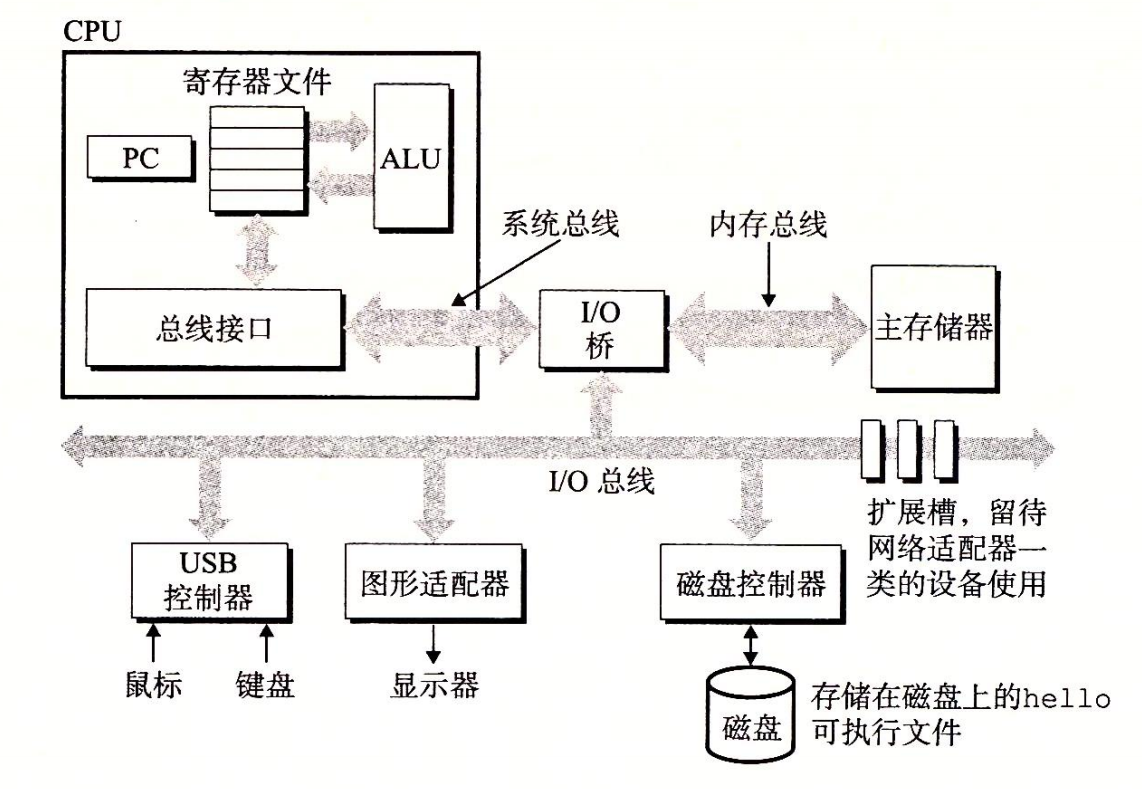 CPU
寄存器文件
PC
ALU
系统总线
内存总线
总线接口
I/O
桥
主存储器
I/O 总线
扩展槽，留待
网络适配器一
类的设备使用
USB
控制器
图形适配器
磁盘控制器
鼠标
键盘
显示器
磁盘
存储在磁盘上的hello
可执行文件